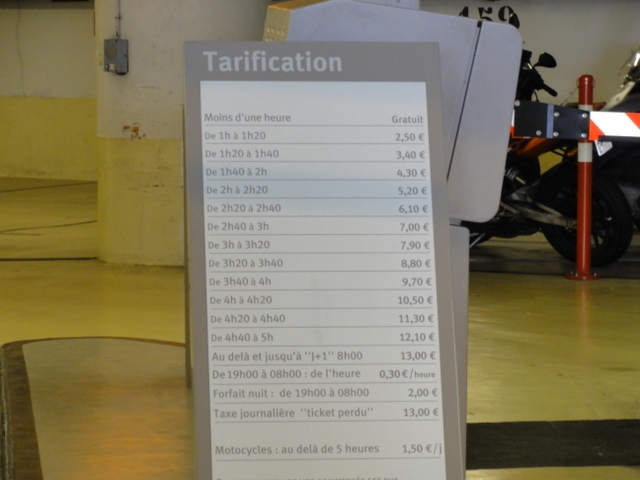 159
Tarification
Moins d'une heure Gratuit
De 1h à 1h20 2,50 €
De 1h20 à 1h40 3,40 €
De 1h40 à 2h 4,30 €
De 2h à 2h20 5,20 €
De 2h20 à 2h40 6,10 €
De 2h40 à 3h 7,00 €
De 3h à 3h20 7,90 €
De 3h20 à 3h40 8,80 €
De 3h40 à 4h 9,70 €
De 4h à 4h20 10,50 €
De 4h20 à 4h40 11,30 €
De 4h40 à 5h 12,10 €
Au delà et jusqu'à ''J+1'' 8h00 13,00 €
De 19h00 à 08h00 : de l'heure 0,30 €/heure
Forfait nuit : de 19h00 à 08h00 2,00 €
Taxe journalière ''ticket perdu'' 13,00 €
Motocycles : au delà de 5 heures 1,50 €/j